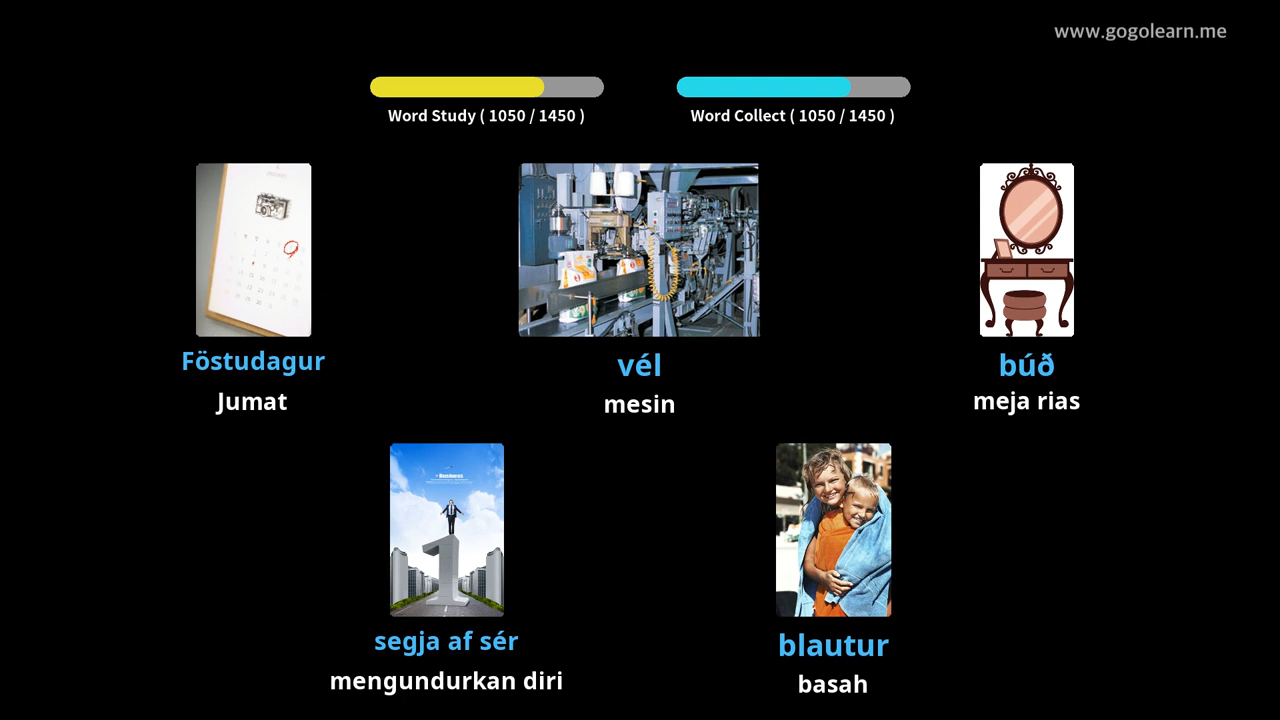 www.gogolearn.me
Word Study ( 1050 / 1450 )
Word Collect ( 1050 / 1450 )
Föstudagur
Jumat
vél
mesin
búð
meja rias
segja af sér
mengundurkan diri
blautur
basah